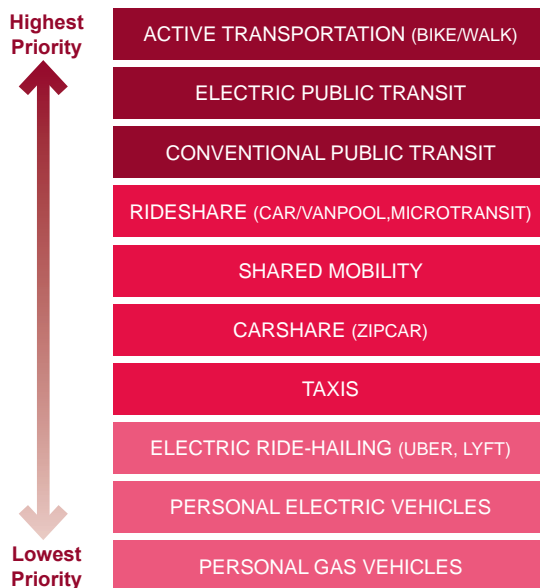 Highest
Priority
ACTIVE TRANSPORTATION (BIKE/WALK)
ELECTRIC PUBLIC TRANSIT
CONVENTIONAL PUBLIC TRANSIT
RIDESHARE (CAR/VANPOOL,MICROTRANSIT)
SHARED MOBILITY
CARSHARE (ZIPCAR)
TAXIS
ELECTRIC RIDE-HAILING (UBER, LYFT)
PERSONAL ELECTRIC VEHICLES
PERSONAL GAS VEHICLES
Lowest
Priority